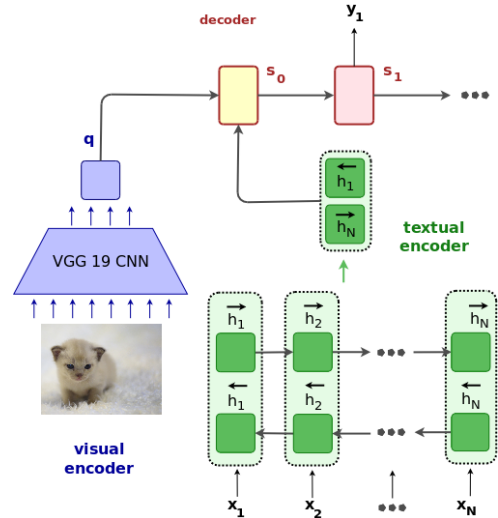 decoder
y1
s0
s1
q
←h1
→hN
textual
encoder
VGG 19 CNN
→h1
→h2
→hN
←h1
←h2
←hN
visual
encoder
x1
x2
xN